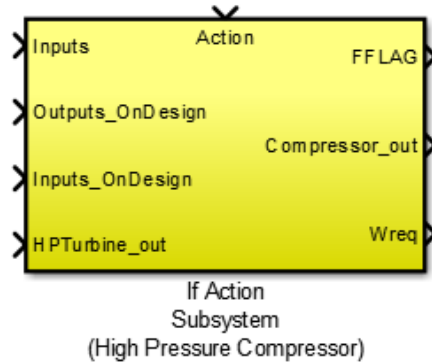 Action
Inputs
FFLAG
Outputs_OnDesign
Compressor_out
Inputs_OnDesign
Wreq
HPTurbine_out
If Action
Subsystem
(High Pressure Compressor)